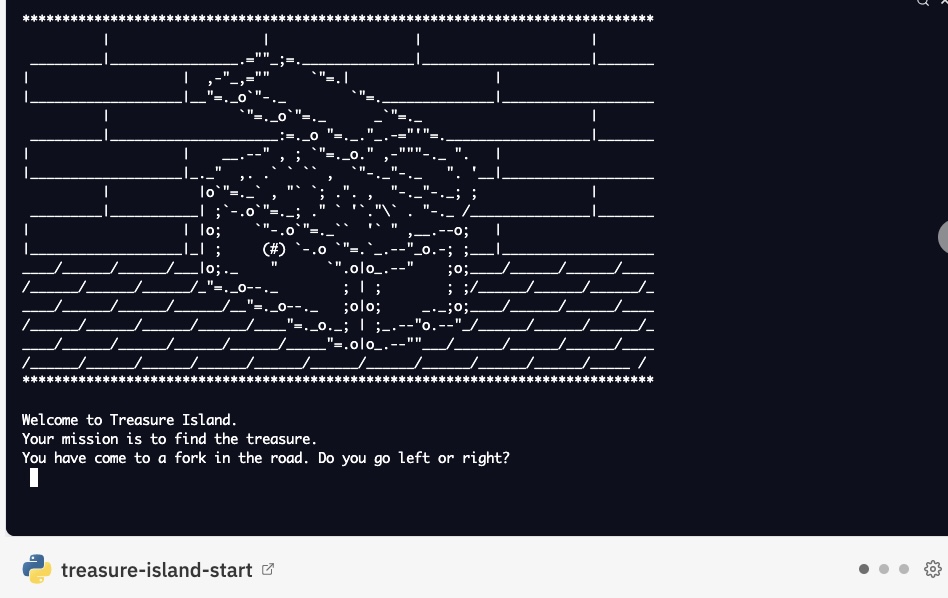 Welcome to Treasure Island.
Your mission is to find the treasure.
You have come to a fork in the road. Do you go left or right?
treasure-island-start